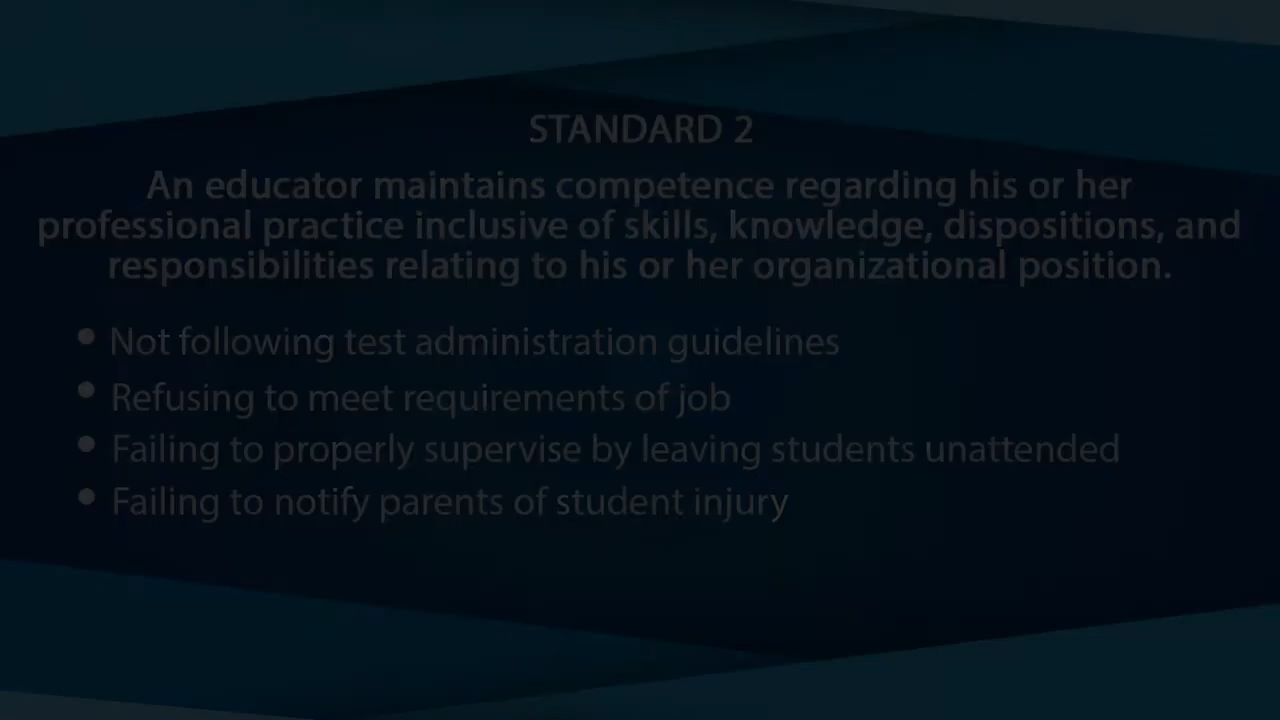 STANDARD 2
An educator maintains competence regarding his or her
professional practice inclusive of skills, knowledge, dispositions, and
responsibilities relating to his or her organizational position.
• Not following test administration guidelines
• Refusing to meet requirements of job
• Failing to properly supervise by leaving students unattended
• Failing to notify parents of student injury